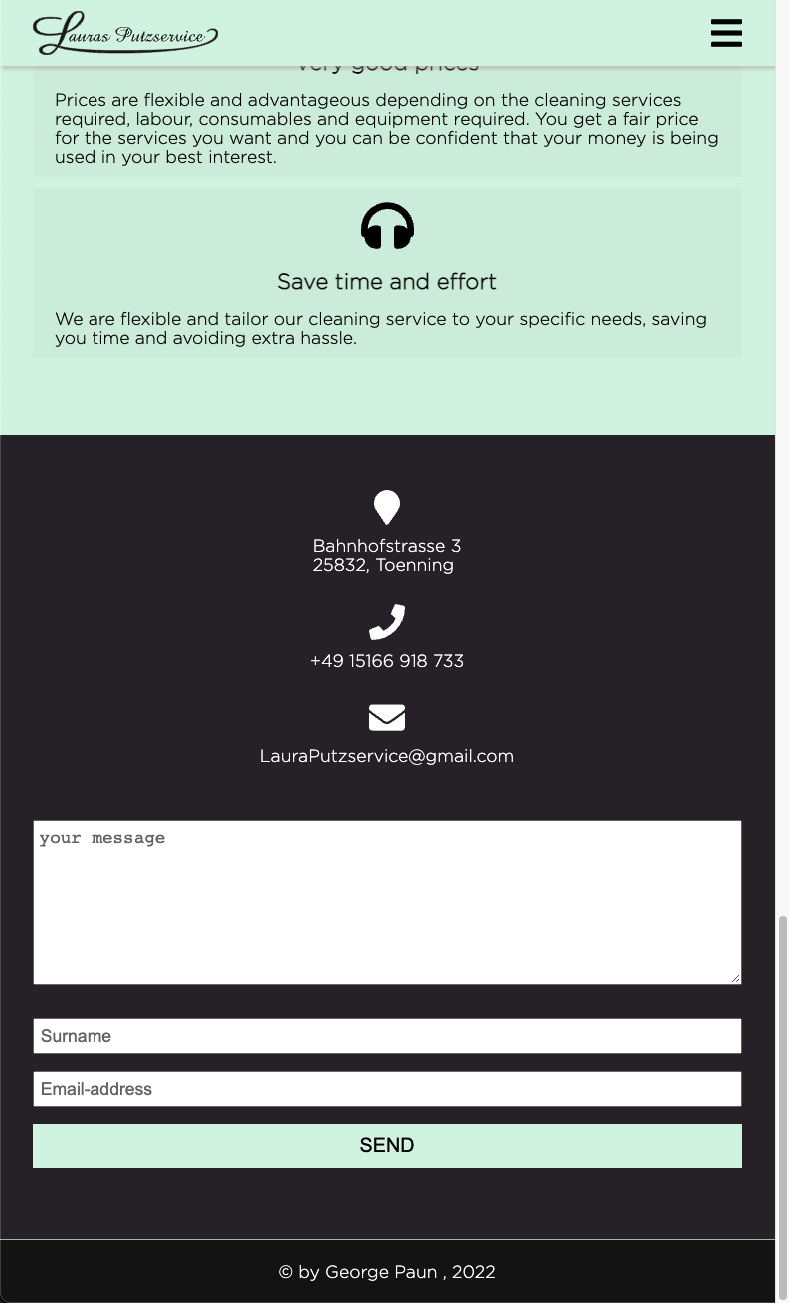 Lauras Putzservice
Very good prices
Prices are flexible and advantageous depending on the cleaning services
required, labour, consumables and equipment required. You get a fair price
for the services you want and you can be confident that your money is being
used in your best interest.
Save time and effort
We are flexible and tailor our cleaning service to your specific needs, saving
you time and avoiding extra hassle.
Bahnhofstrasse 3
25832, Toenning
+49 15166 918 733
LauraPutzservice@gmail.com
your message
Surname
Email-address
SEND
© by George Paun , 2022